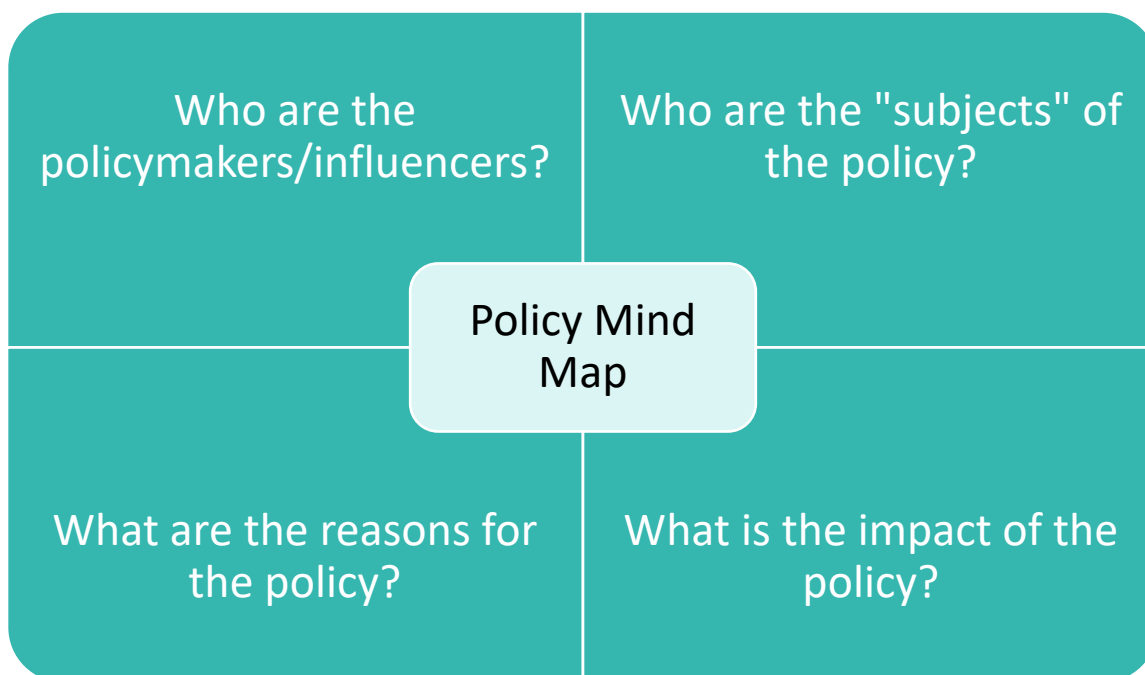 Who are the
policymakers/influencers?
Who are the "subjects" of
the policy?
Policy Mind
Map
What are the reasons for
the policy?
What is the impact of the
policy?